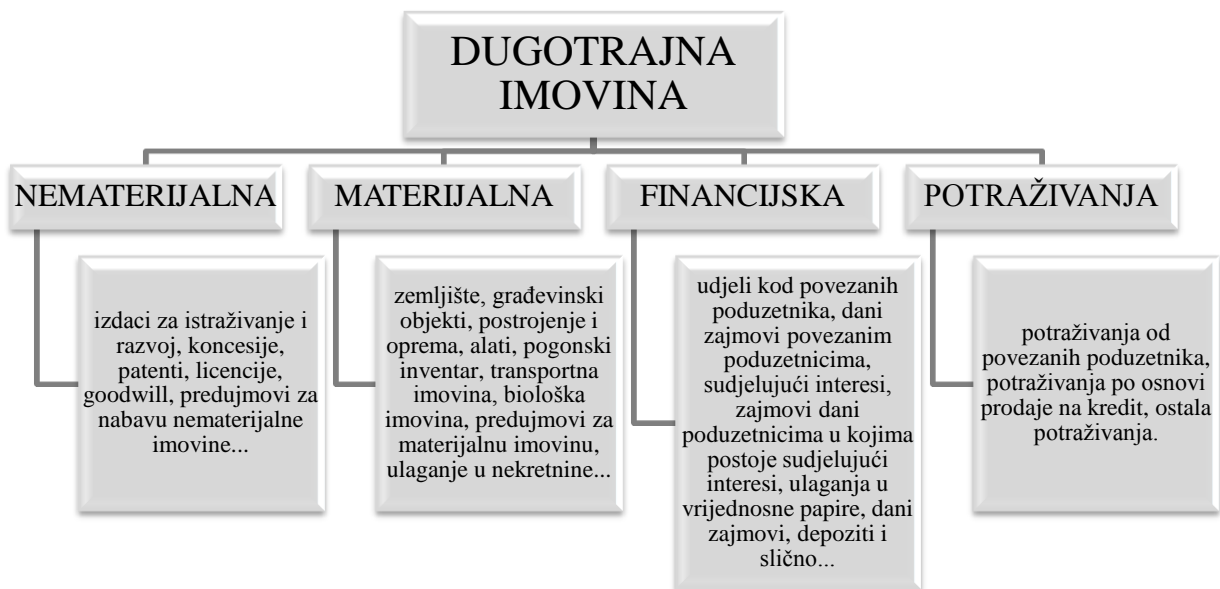 DUGOTRAJNA
IMOVINA
NEMATERIJALNA
izdaci za istraživanje i
razvoj, koncesije,
patenti, licencije,
goodwill, predujmovi za
nabavu nematerijalne
imovine...
MATERIJALNA
zemljište, građevinski
objekti, postrojenje i
oprema, alati, pogonski
inventar, transportna
imovina, biološka
imovina, predujmovi za
materijalnu imovinu,
ulaganje u nekretnine...
FINANCIJSKA
udjeli kod povezanih
poduzetnika, dani
zajmovi povezanim
poduzetnicima,
sudjelujući interesi,
zajmovi dani
poduzetnicima u kojima
postoje sudjelujući
interesi, ulaganja u
vrijednosne papire, dani
zajmovi, depoziti i
slično...
POTRAŽIVANJA
potraživanja od
povezanih poduzetnika,
potraživanja po osnovi
prodaje na kredit, ostala
potraživanja.